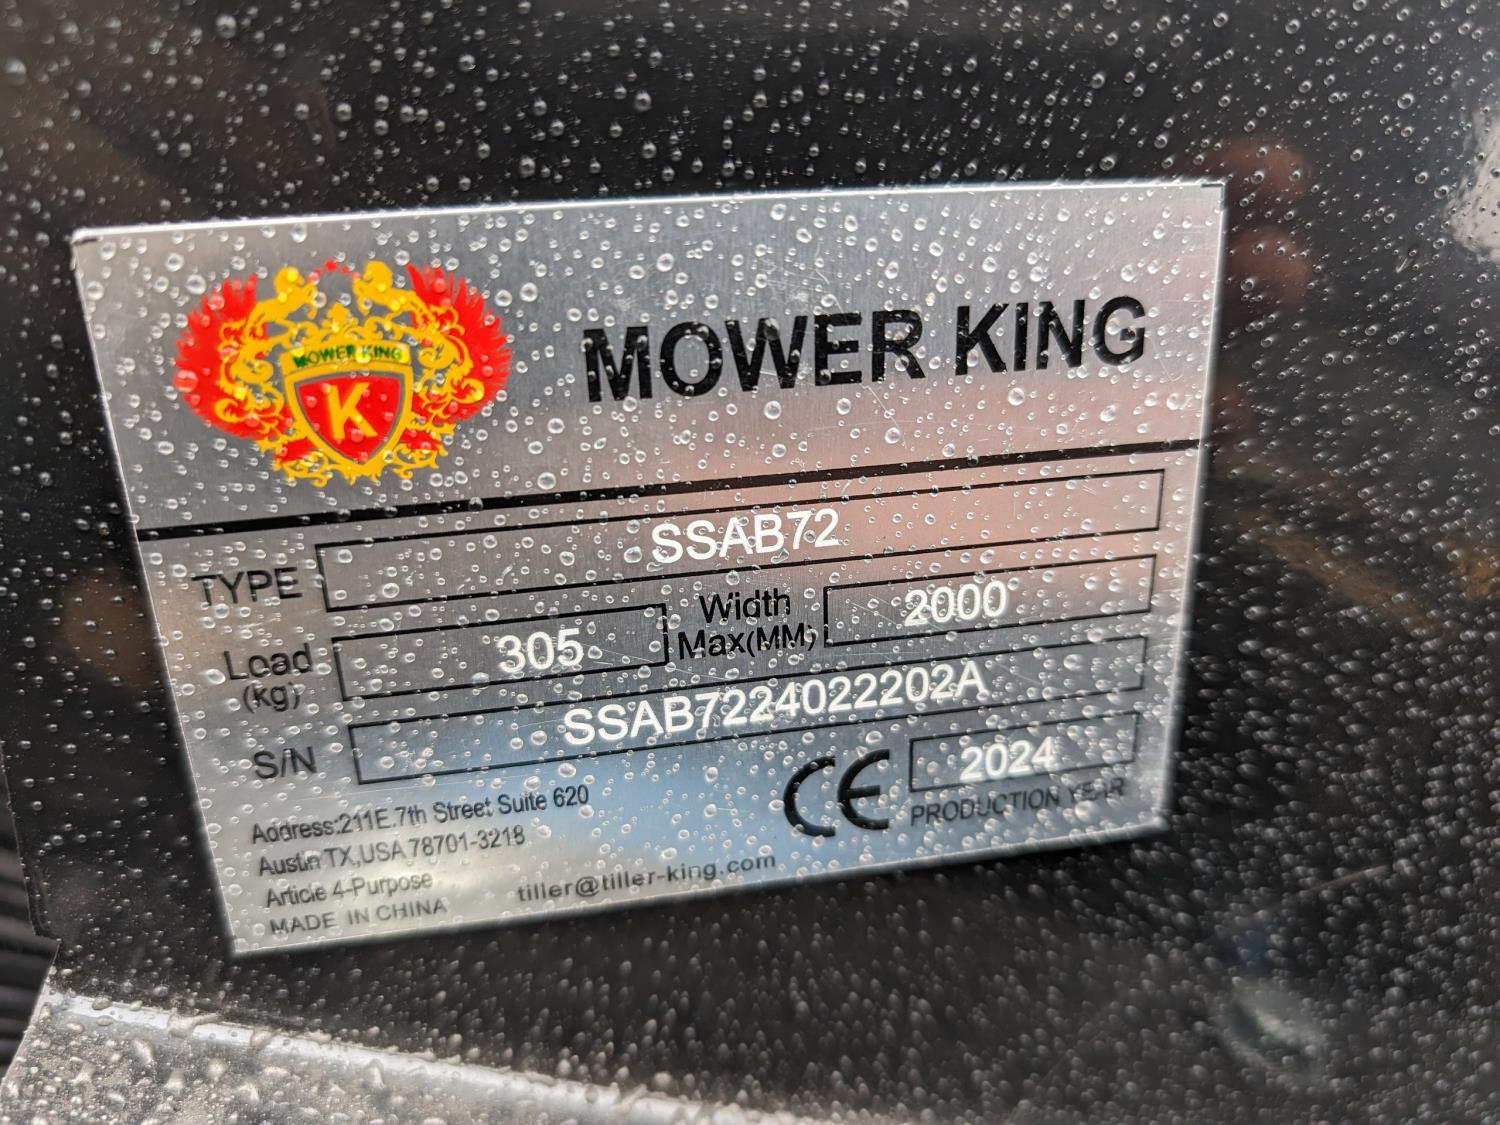 MOWER KING
K
MOWER KING
TYPE SSAB72
Load (kg) 305 Width Max(MM) 2000
S/N SSAB7224022202A
CE 2024
PRODUCTION YEAR
Address:211E.7th Street Suite 620
Austin TX,USA 78701-3218
Article 4-Purpose
MADE IN CHINA
tiller@tiller-king.com